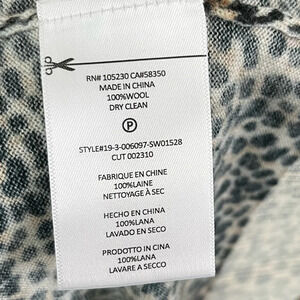 RN# 105230 CA#58350
MADE IN CHINA
100%WOOL
DRY CLEAN
P
STYLE#19-3-006097-SW01528
CUT 002310
FABRIQUE EN CHINE
100%LAINE
NETTOYAGE À SEC
HECHO EN CHINA
100%LANA
LAVADO EN SECO
PRODOTTO IN CINA
100%LANA
LAVARE A SECCO